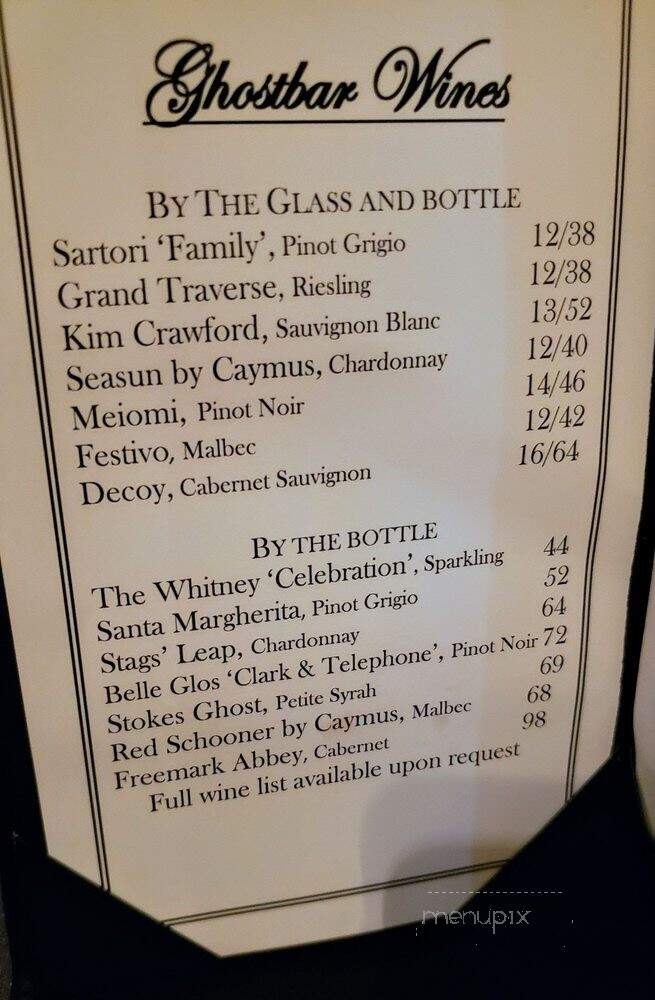 Ghostbar Wines
BY THE GLASS AND BOTTLE
Sartori ‘Family’, Pinot Grigio 12/38
Grand Traverse, Riesling 12/38
Kim Crawford, Sauvignon Blanc 13/52
Seasun by Caymus, Chardonnay 12/40
Meiomi, Pinot Noir 14/46
Festivo, Malbec 12/42
Decoy, Cabernet Sauvignon 16/64
BY THE BOTTLE
The Whitney ‘Celebration’, Sparkling 44
Santa Margherita, Pinot Grigio 52
Stags’ Leap, Chardonnay 64
Belle Glos ‘Clark & Telephone’, Pinot Noir 72
Stokes Ghost, Petite Syrah 69
Red Schooner by Caymus, Malbec 68
Freemark Abbey, Cabernet 98
Full wine list available upon request
menupix